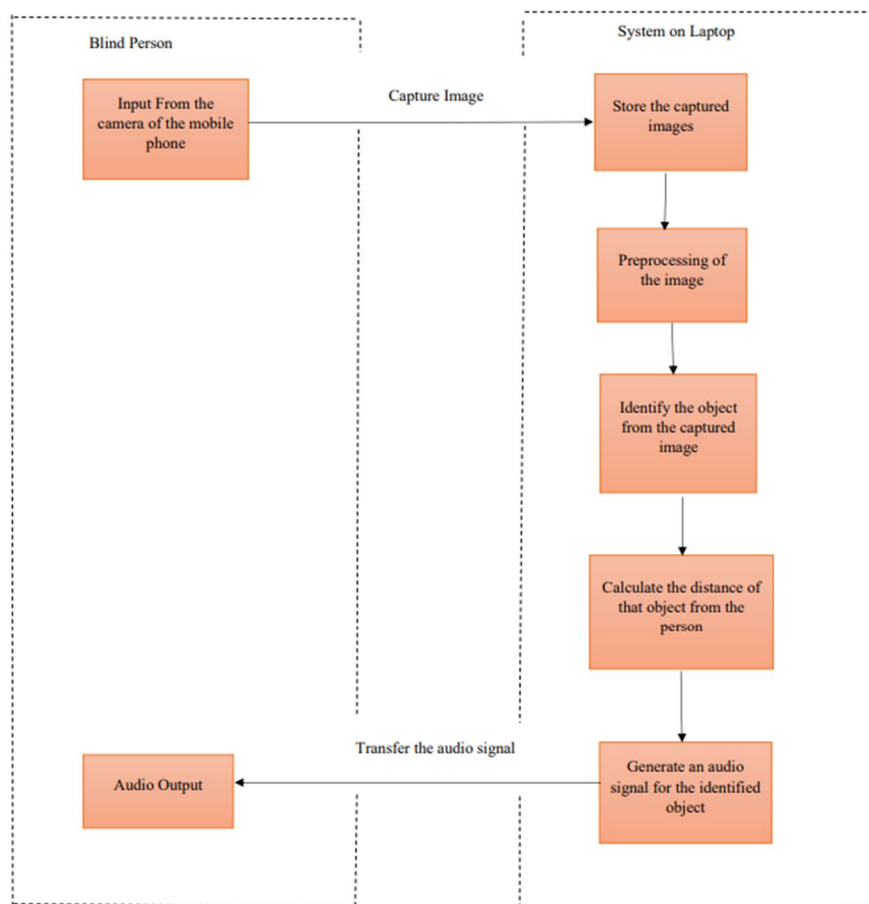 Blind Person
System on Laptop
Input From the
camera of the mobile
phone
Capture Image
Store the captured
images
Preprocessing of
the image
Identify the object
from the captured
image
Calculate the distance of
that object from the
person
Transfer the audio signal
Audio Output
Generate an audio
signal for the identified
object